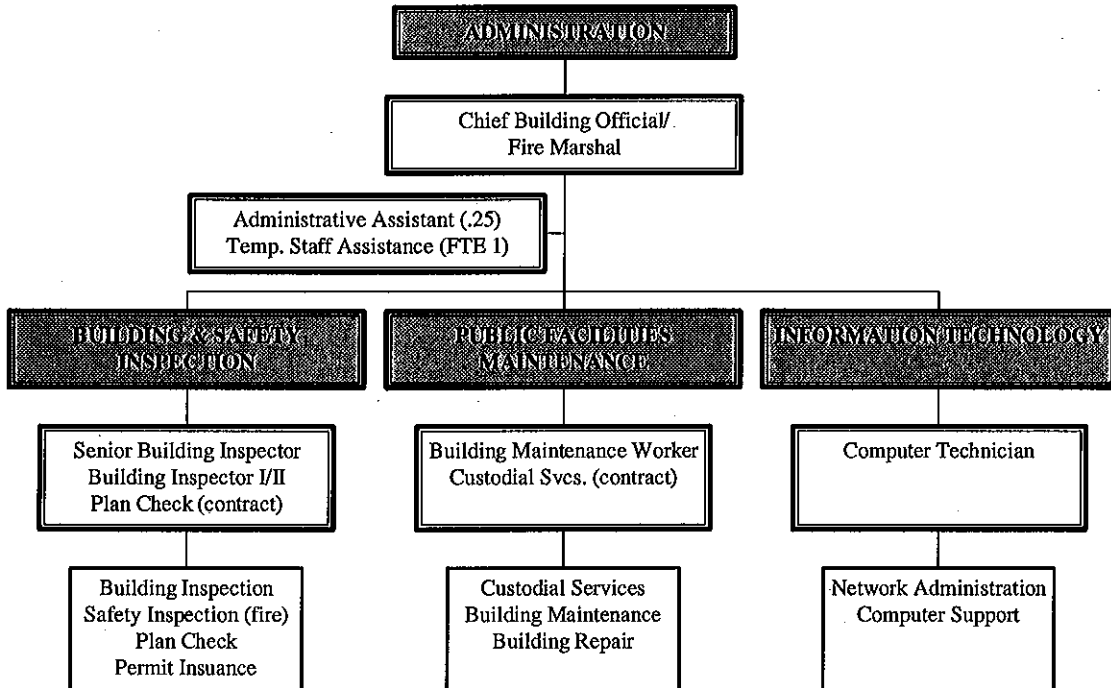 ADMINISTRATION
Chief Building Official/
Fire Marshal
Administrative Assistant (.25)
Temp. Staff Assistance (FTE 1)
BUILDING & SAFETY
INSPECTION
Senior Building Inspector
Building Inspector I/II
Plan Check (contract)
Building Inspection
Safety Inspection (fire)
Plan Check
Permit Insuance
PUBLIC FACILITIES
MAINTENANCE
Building Maintenance Worker
Custodial Svcs. (contract)
Custodial Services
Building Maintenance
Building Repair
INFORMATION TECHNOLOGY
Computer Technician
Network Administration
Computer Support